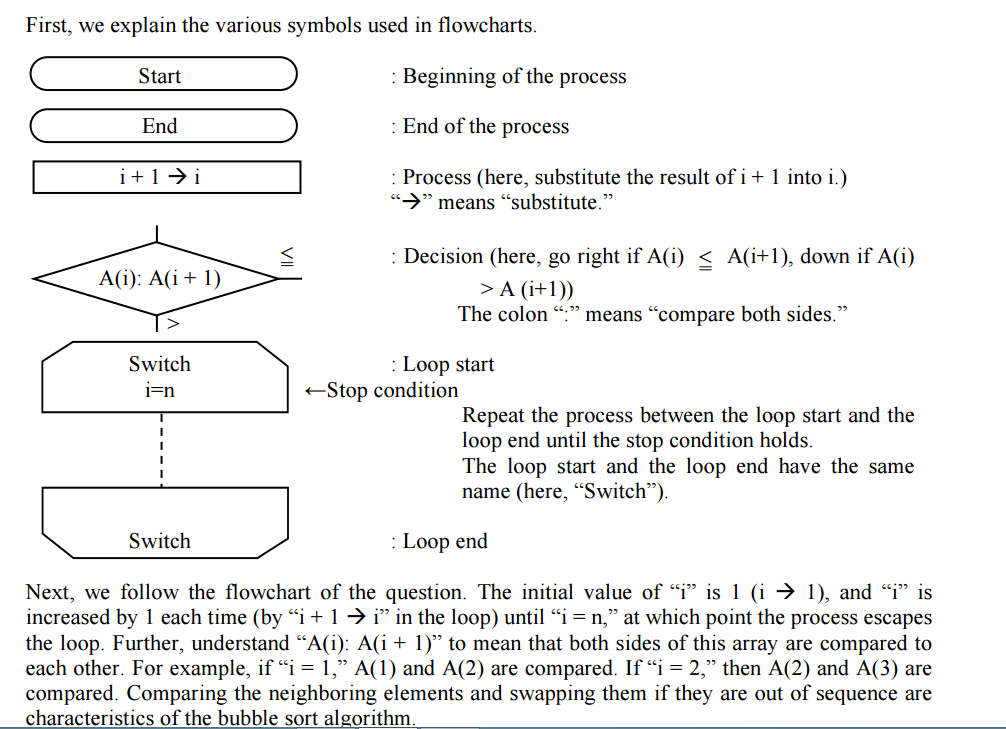 First, we explain the various symbols used in flowcharts.
Start : Beginning of the process
End : End of the process
i + 1 → i : Process (here, substitute the result of i + 1 into i.)
“→” means “substitute.”
≦
A(i): A(i + 1) : Decision (here, go right if A(i) ≦ A(i+1), down if A(i)
> A (i+1))
>
The colon “:” means “compare both sides.”
Switch : Loop start
i=n ←Stop condition
Repeat the process between the loop start and the
loop end until the stop condition holds.
The loop start and the loop end have the same
name (here, “Switch”).
Switch : Loop end
Next, we follow the flowchart of the question. The initial value of “i” is 1 (i → 1), and “i” is
increased by 1 each time (by “i + 1 → i” in the loop) until “i = n,” at which point the process escapes
the loop. Further, understand “A(i): A(i + 1)” to mean that both sides of this array are compared to
each other. For example, if “i = 1,” A(1) and A(2) are compared. If “i = 2,” then A(2) and A(3) are
compared. Comparing the neighboring elements and swapping them if they are out of sequence are
characteristics of the bubble sort algorithm.